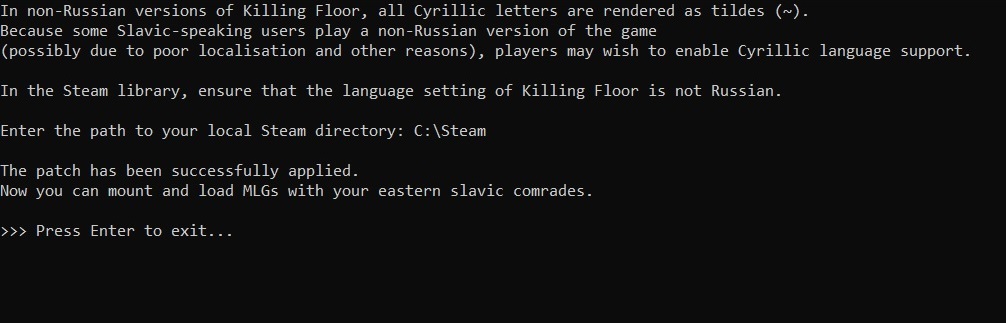 In non-Russian versions of Killing Floor, all Cyrillic letters are rendered as tildes (~).
Because some Slavic-speaking users play a non-Russian version of the game
(possibly due to poor localisation and other reasons), players may wish to enable Cyrillic language support.
In the Steam library, ensure that the language setting of Killing Floor is not Russian.
Enter the path to your local Steam directory: C:\Steam
The patch has been successfully applied.
Now you can mount and load MLGs with your eastern slavic comrades.
>>> Press Enter to exit...